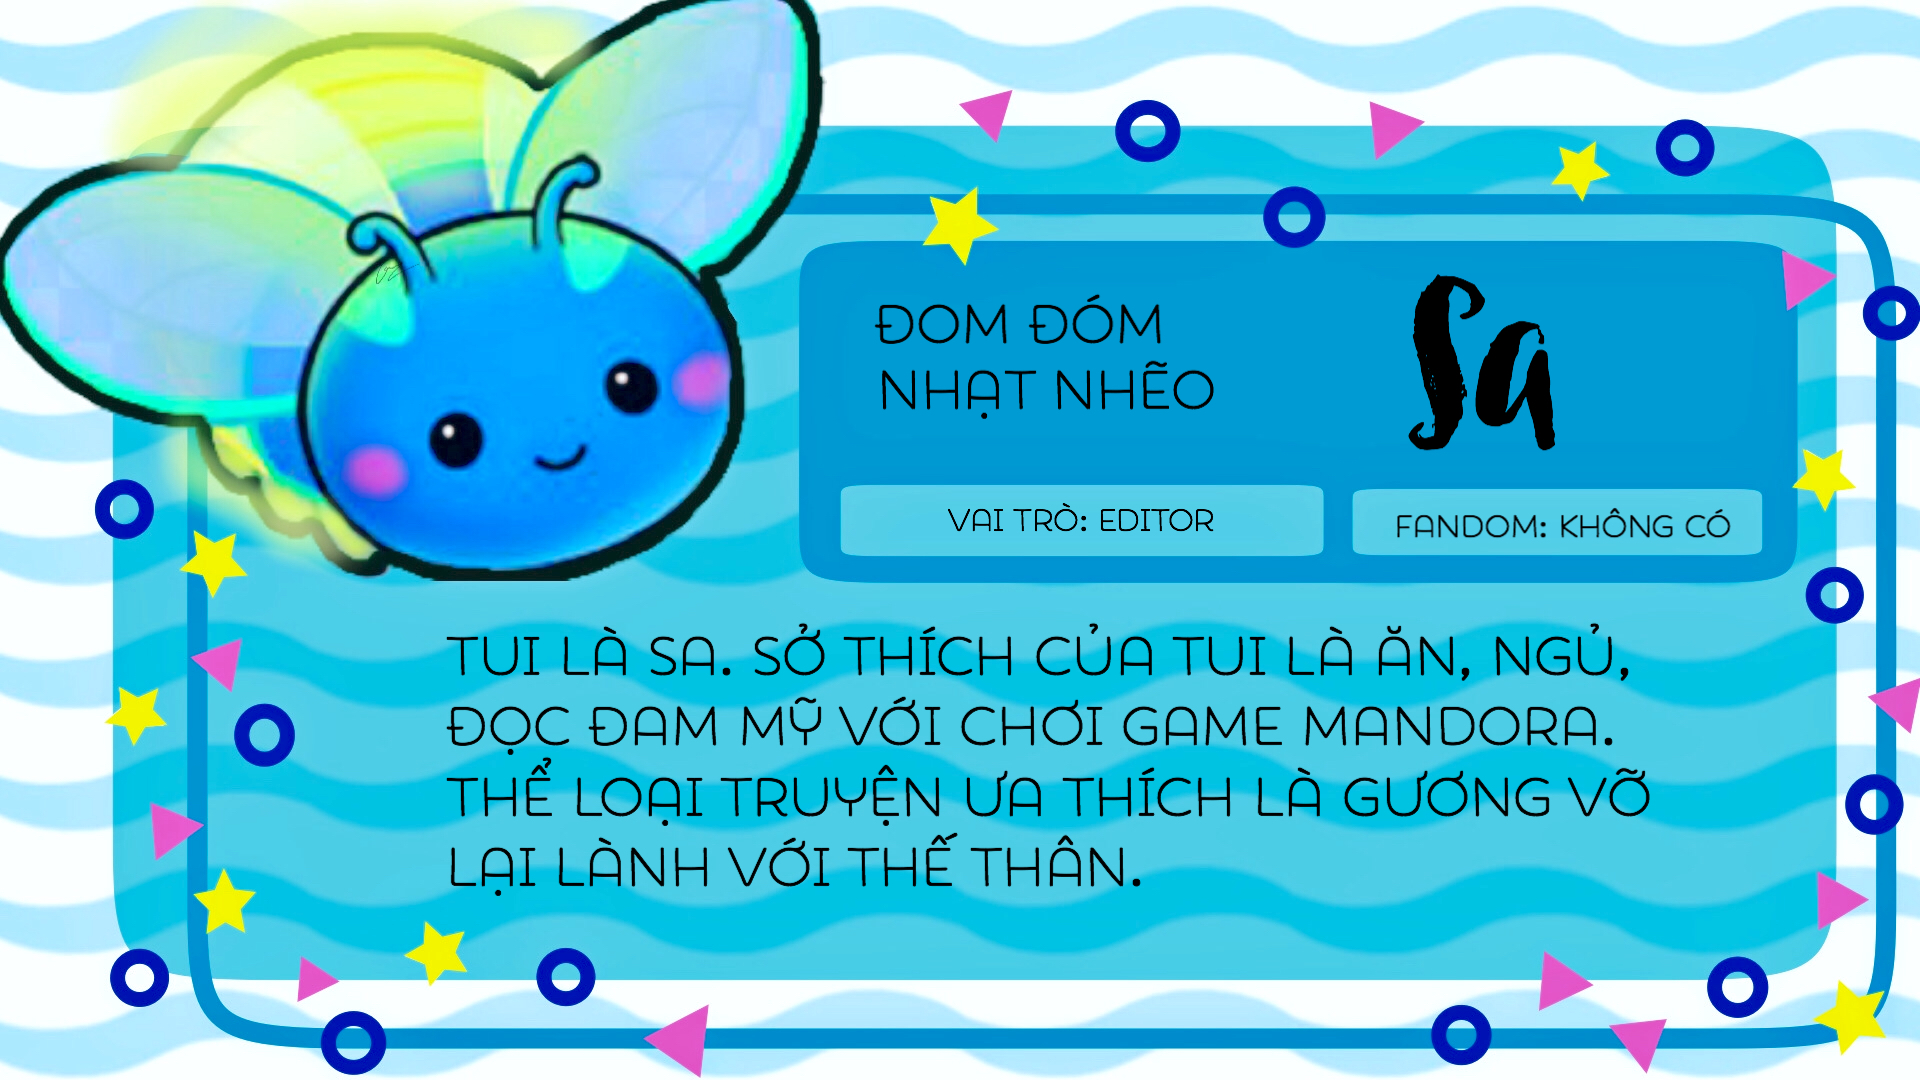 ĐOM ĐÓM
NHẠT NHẼO
Sa
VAI TRÒ: EDITOR
FANDOM: KHÔNG CÓ
TUI LÀ SA. SỞ THÍCH CỦA TUI LÀ ĂN, NGỦ,
ĐỌC ĐAM MỸ VỚI CHƠI GAME MANDORA.
THỂ LOẠI TRUYỆN ƯA THÍCH LÀ GƯƠNG VỠ
LẠI LÀNH VỚI THẾ THÂN.